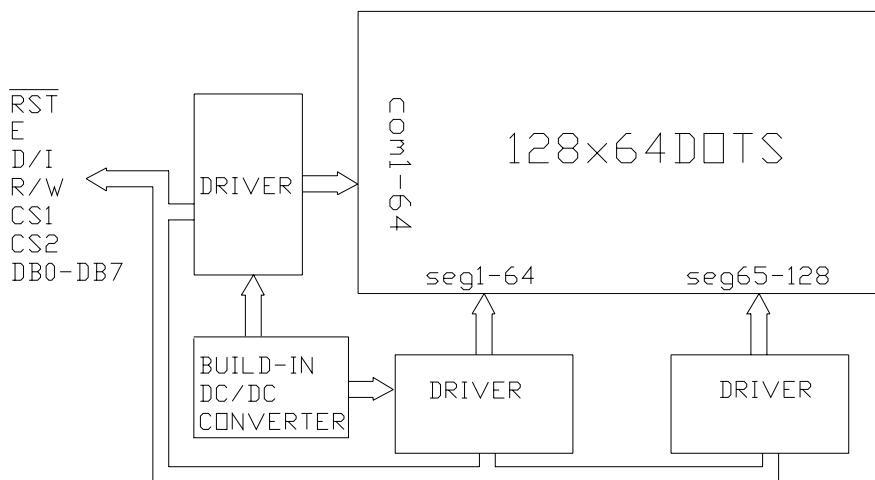 R̅S̅T̅
E
D/I
R/W
CS1
CS2
DB0-DB7
DRIVER
com1-64
128x64DOTS
seg1-64
seg65-128
BUILD-IN
DC/DC
CONVERTER
DRIVER
DRIVER